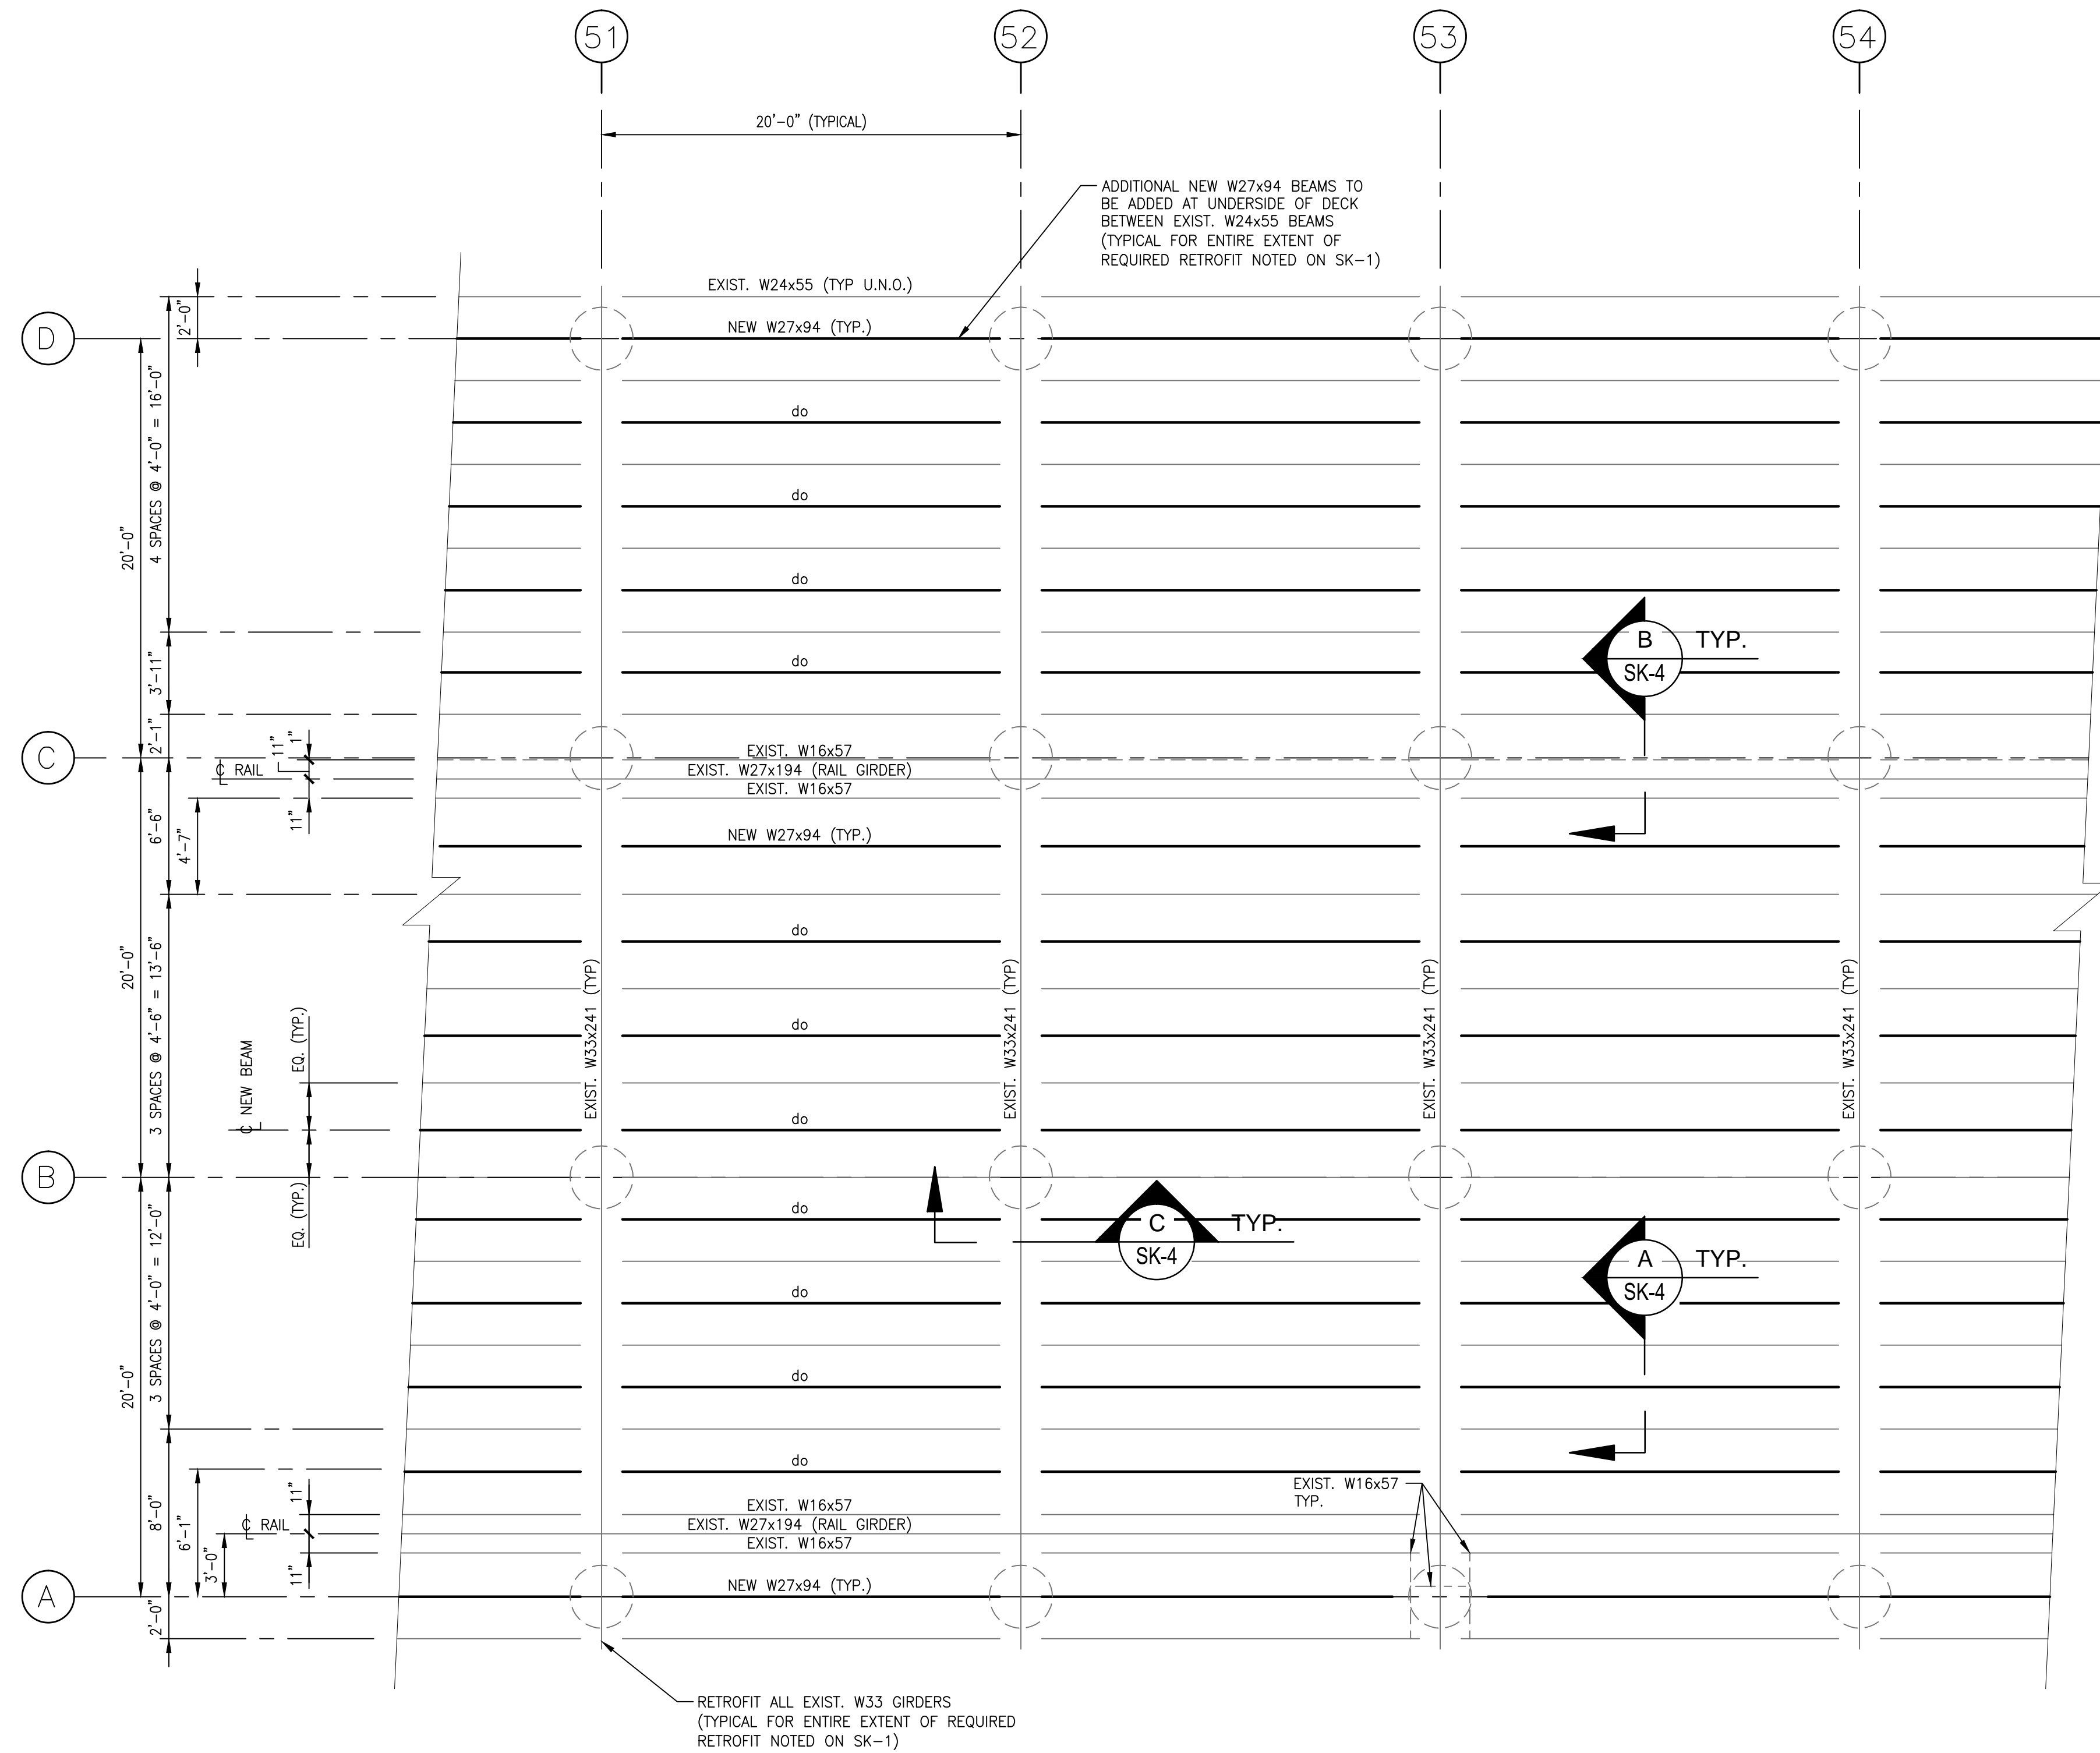 51
52
53
54
20'-0" (TYPICAL)
ADDITIONAL NEW W27x94 BEAMS TO
BE ADDED AT UNDERSIDE OF DECK
BETWEEN EXIST. W24x55 BEAMS
(TYPICAL FOR ENTIRE EXTENT OF
REQUIRED RETROFIT NOTED ON SK-1)
EXIST. W24x55 (TYP U.N.O.)
2'-0"
D
NEW W27x94 (TYP.)
do
4 SPACES @ 4'-0" = 16'-0"
do
20'-0"
do
B
SK-4
TYP.
do
3'-11"
2'-1"
11"
1"
C
EXIST. W16x57
℄ RAIL
EXIST. W27x194 (RAIL GIRDER)
EXIST. W16x57
11"
6'-6"
4'-7"
NEW W27x94 (TYP.)
do
20'-0"
3 SPACES @ 4'-6" = 13'-6"
EXIST. W33x241 (TYP)
EXIST. W33x241 (TYP)
EXIST. W33x241 (TYP)
EXIST. W33x241 (TYP)
do
℄ NEW BEAM
EQ. (TYP.)
do
B
EQ. (TYP.)
do
C
SK-4
TYP.
A
SK-4
TYP.
3 SPACES @ 4'-0" = 12'-0"
do
20'-0"
do
do
EXIST. W16x57
TYP.
8'-0"
6'-1"
3'-0"
11"
EXIST. W16x57
℄ RAIL
EXIST. W27x194 (RAIL GIRDER)
EXIST. W16x57
11"
A
NEW W27x94 (TYP.)
2'-0"
RETROFIT ALL EXIST. W33 GIRDERS
(TYPICAL FOR ENTIRE EXTENT OF REQUIRED
RETROFIT NOTED ON SK-1)